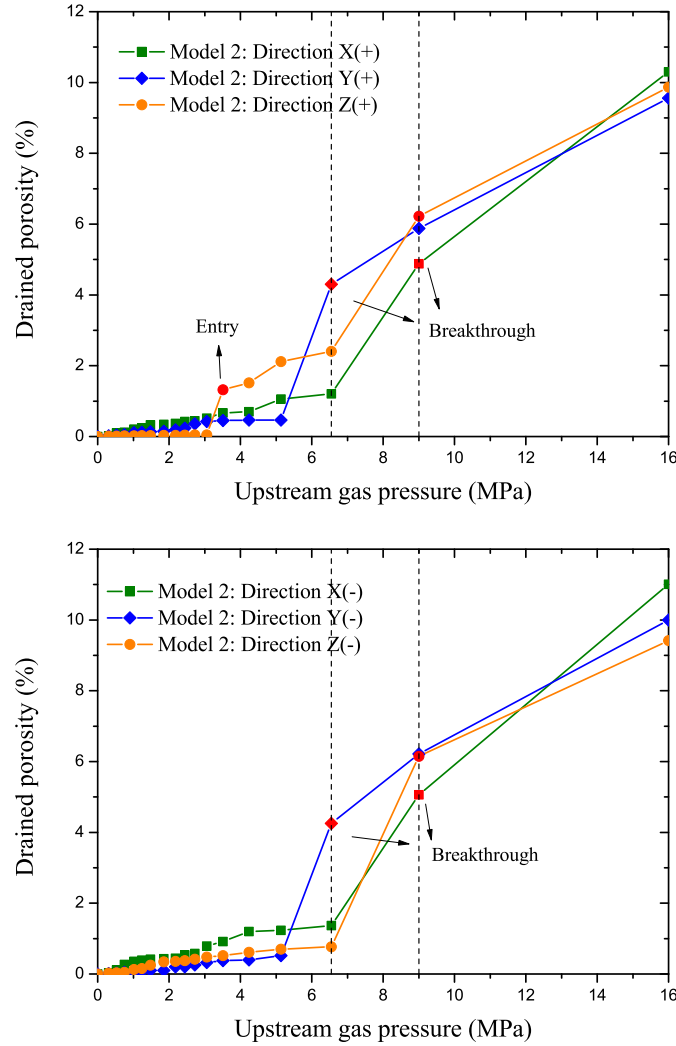 12
10
8
6
4
2
0
Drained porosity (%)
Model 2: Direction X(+)
Model 2: Direction Y(+)
Model 2: Direction Z(+)
Entry
Breakthrough
0 2 4 6 8 10 12 14 16
Upstream gas pressure (MPa)
12
10
8
6
4
2
0
Drained porosity (%)
Model 2: Direction X(-)
Model 2: Direction Y(-)
Model 2: Direction Z(-)
Breakthrough
0 2 4 6 8 10 12 14 16
Upstream gas pressure (MPa)